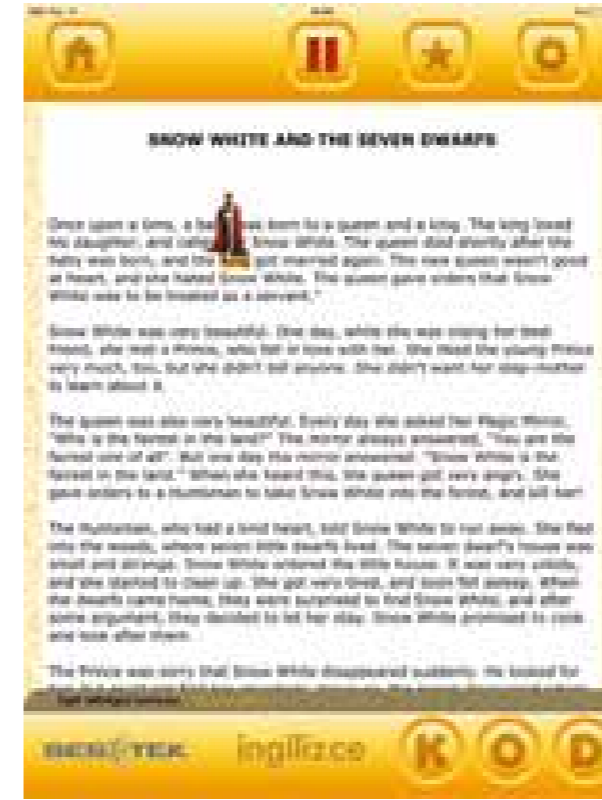 SNOW WHITE AND THE SEVEN DWARFS
Once upon a time, a was born to a queen and a king. The king loved
his daughter, and Snow White. The queen died shortly after the
baby was born, and the got married again. The new queen wasn't good
at heart, and she hated Snow White. The queen gave orders that Snow
White was to be treated as a servant."
Snow White was very beautiful. One day, while she was her best
friend, she met a Prince, who fell in love with her. She liked the young Prince
very much, too, but she didn't tell anyone. She didn't want her step-mother
to learn about it.
The queen was also very beautiful. Every day she asked her Magic Mirror,
"Who is the fairest in the land?" The mirror always answered, "You are the
fairest one of all". But one day the mirror answered: "Snow White is the
fairest in the land." When she heard this, the queen got very angry. She
gave orders to a Huntsman to take Snow White into the forest, and kill her!
The Huntsman, who had a kind heart, told Snow White to run away. She fled
into the woods, where seven little dwarfs lived. The seven dwarf's house was
small and strange. Snow White entered the little house. It was very untidy,
and she started to clean up. She got very tired, and soon fell asleep. When
the dwarfs came home, they were surprised to find Snow White, and after
some argument, they decided to let her stay. Snow White promised to cook
and look after them.
The Prince was sorry that Snow White disappeared suddenly. He looked for
ingilizce K O D